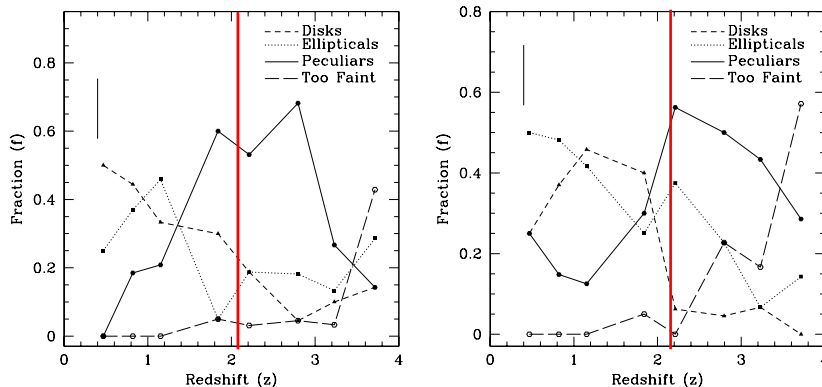 Disks
Ellipticals
Peculiars
Too Faint
0.8
0.6
0.4
0.2
0
Fraction (f)
0 1 2 3 4
Redshift (z)
Disks
Ellipticals
Peculiars
Too Faint
0.8
0.6
0.4
0.2
0
Fraction (f)
0 1 2 3 4
Redshift (z)